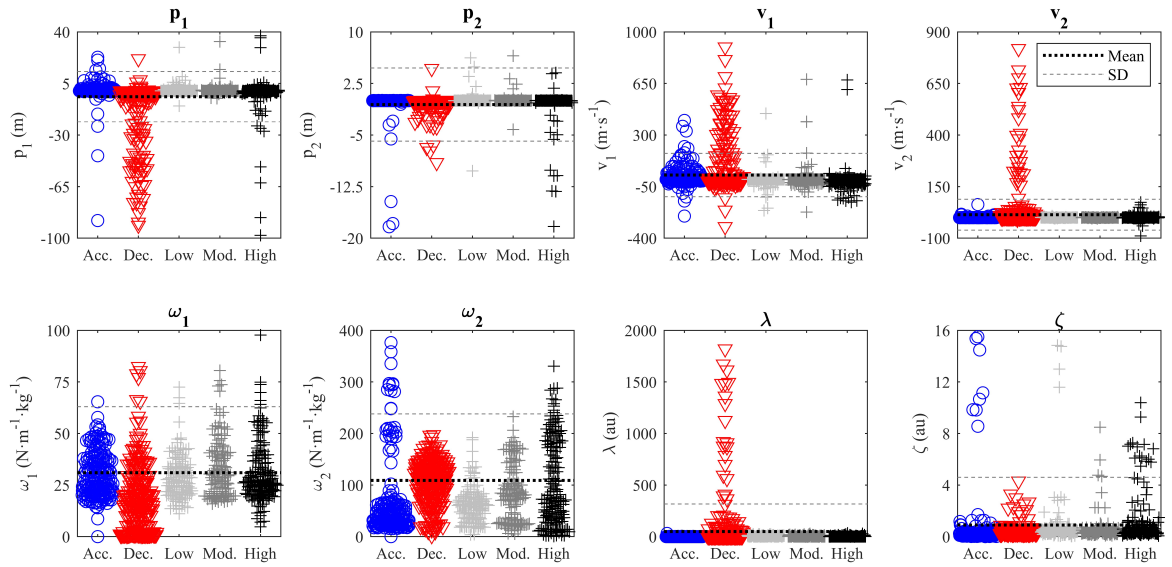 p1 p2 v1 v2
40
5
-30
-65
-100
p1 (m)
Acc. Dec. Low Mod. High
10
2.5
-5
-12.5
-20
p2 (m)
Acc. Dec. Low Mod. High
1000
650
300
-50
-400
v1 (m·s-1)
Acc. Dec. Low Mod. High
900
650
400
150
-100
v2 (m·s-1)
Mean
SD
Acc. Dec. Low Mod. High
ω1 ω2 λ ζ
100
75
50
25
0
ω1 (N·m-1·kg-1)
Acc. Dec. Low Mod. High
400
300
200
100
0
ω2 (N·m-1·kg-1)
Acc. Dec. Low Mod. High
2000
1500
1000
500
0
λ (au)
Acc. Dec. Low Mod. High
16
12
8
4
0
ζ (au)
Acc. Dec. Low Mod. High